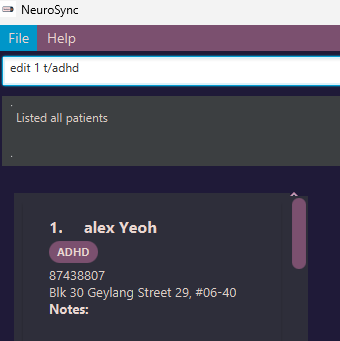 NeuroSync
File Help
edit 1 t/adhd
Listed all patients
1. alex Yeoh
ADHD
87438807
Blk 30 Geylang Street 29, #06-40
Notes: